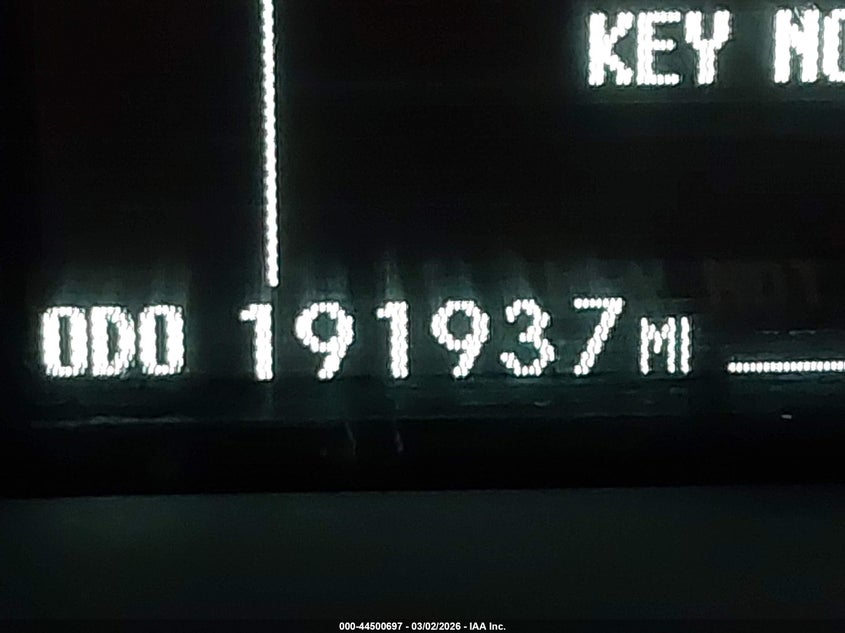 KEY NO
ODO 191937 MI
000-44500697 - 03/02/2026 - IAA Inc.